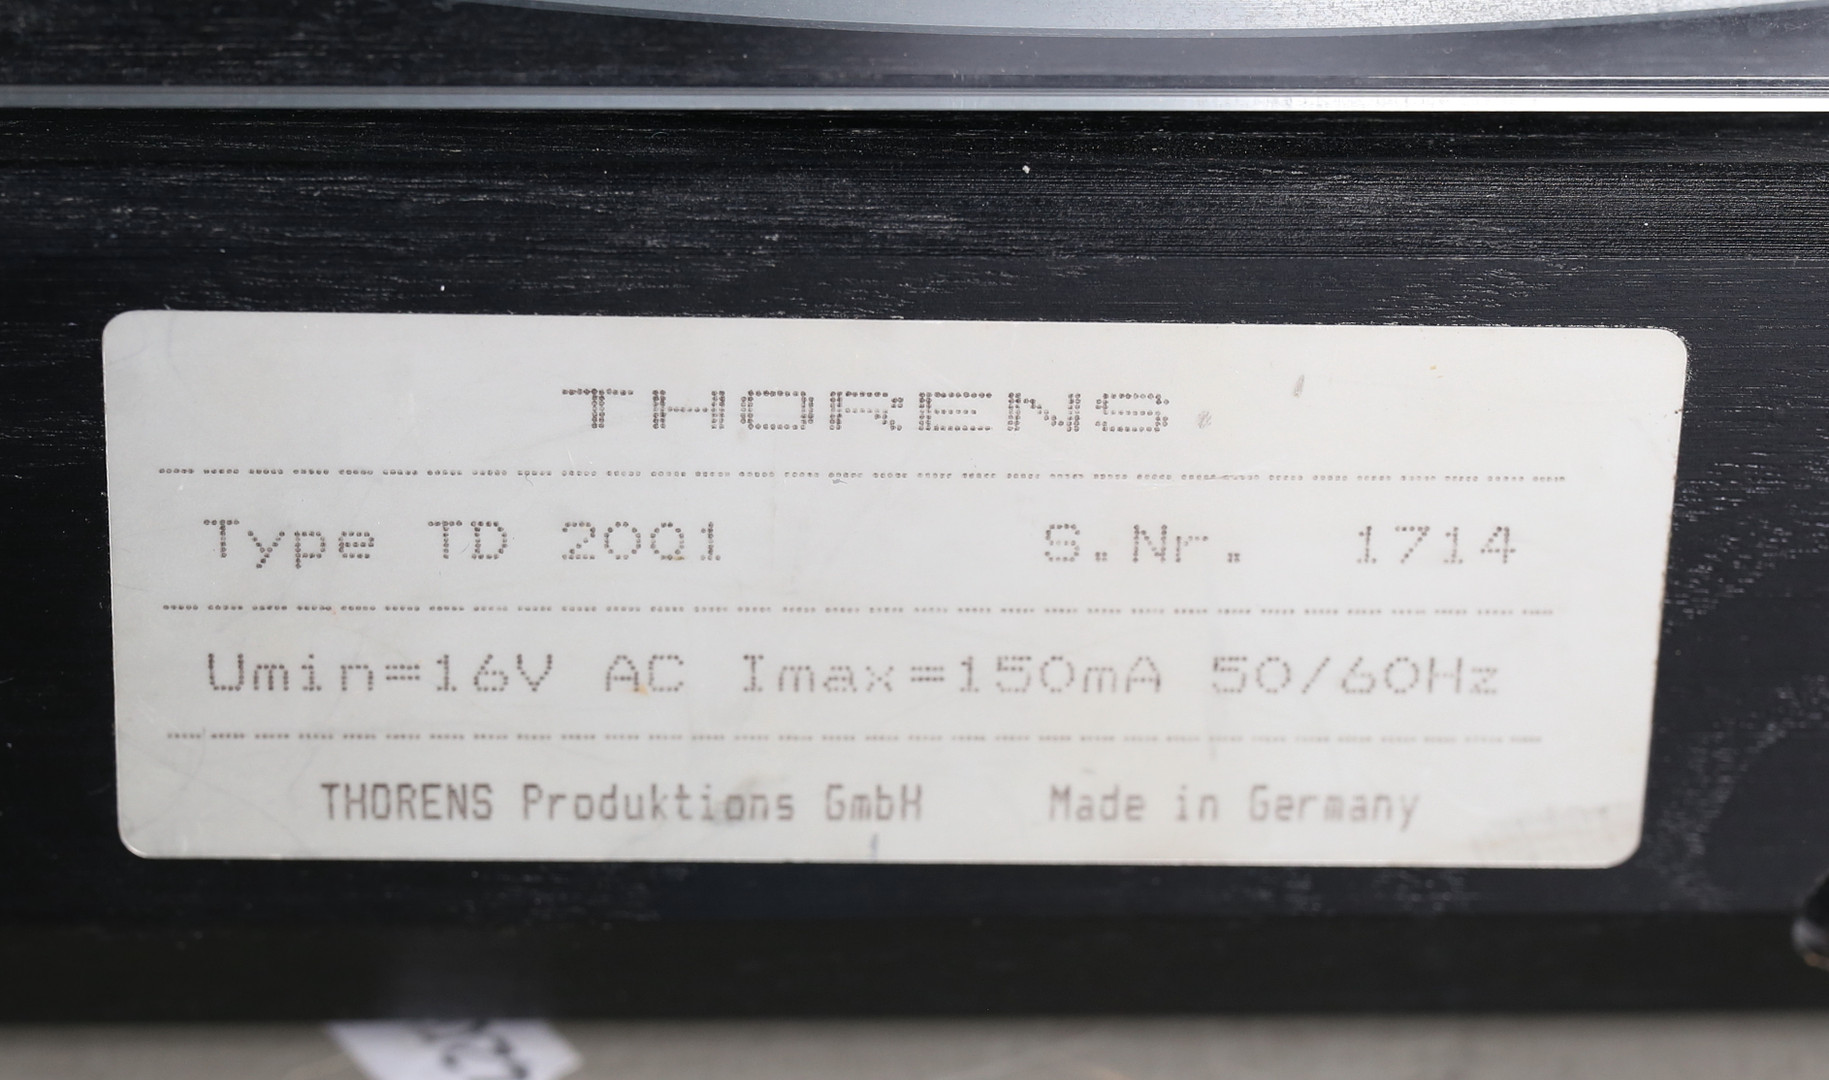 THORENS
Type TD 2001 S.Nr. 1714
Umin=16V AC Imax=150mA 50/60Hz
THORENS Produktions GmbH Made in Germany